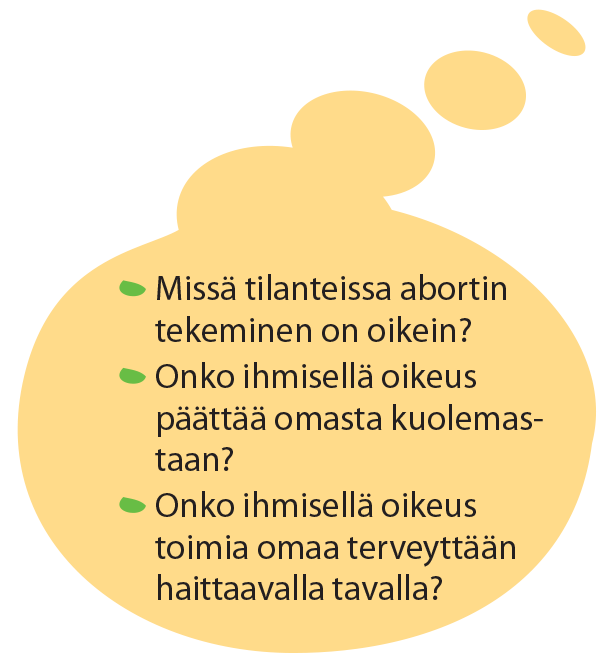 Missä tilanteissa abortin
tekeminen on oikein?
Onko ihmisellä oikeus
päättää omasta kuolemas-
taan?
Onko ihmisellä oikeus
toimia omaa terveyttään
haittaavalla tavalla?